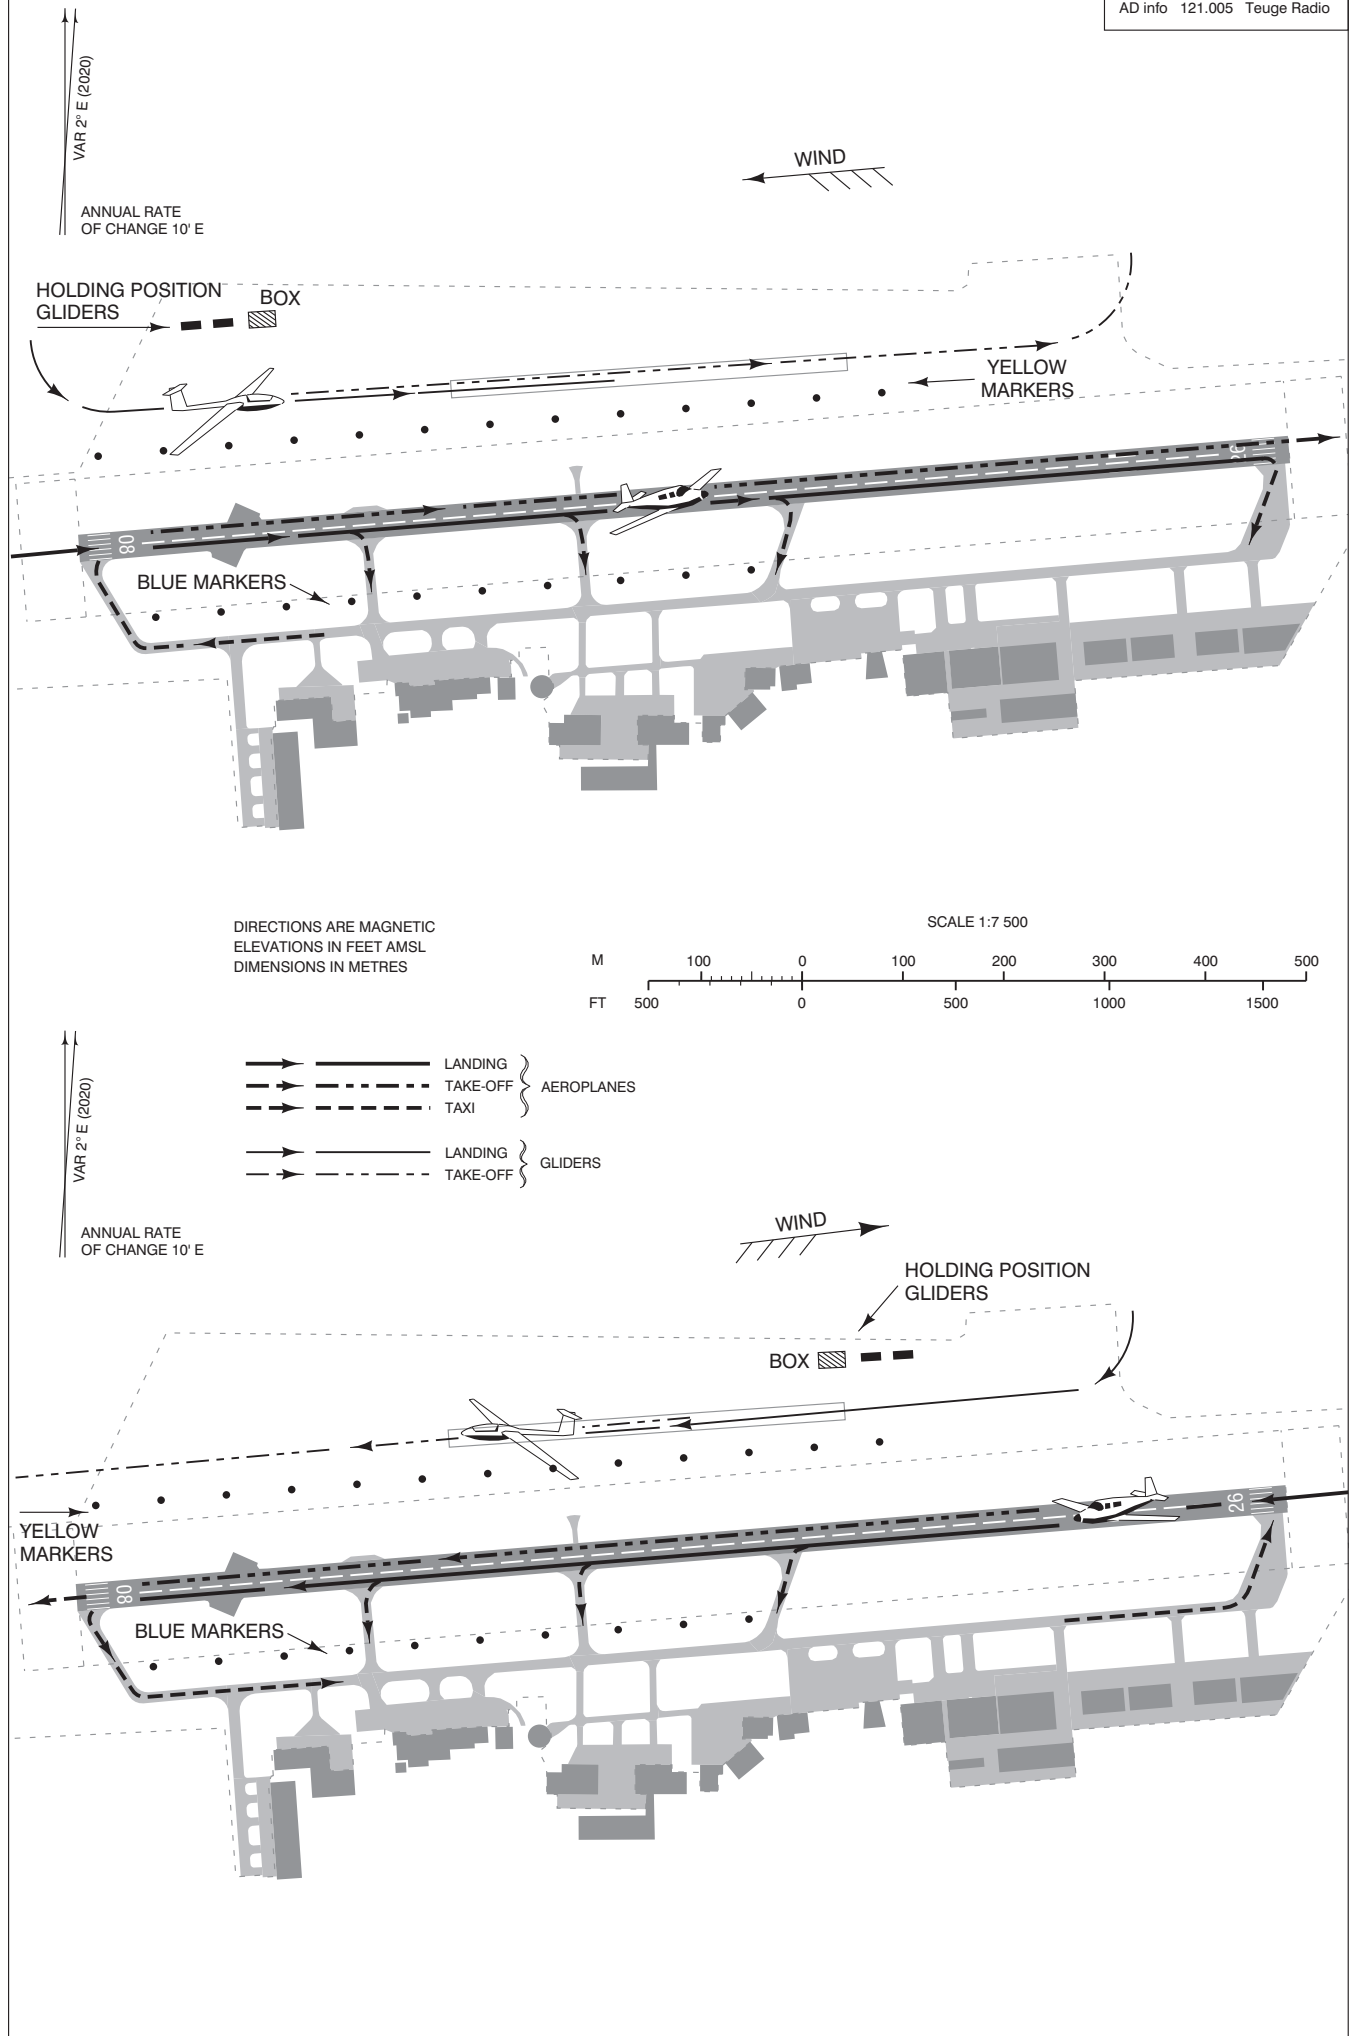 AD info 121.005 Teuge Radio
VAR 2° E (2020)
ANNUAL RATE
OF CHANGE 10' E
WIND
HOLDING POSITION
GLIDERS
BOX
YELLOW
MARKERS
26
08
BLUE MARKERS
DIRECTIONS ARE MAGNETIC
ELEVATIONS IN FEET AMSL
DIMENSIONS IN METRES
SCALE 1:7 500
M 100 0 100 200 300 400 500
FT 500 0 500 1000 1500
LANDING
TAKE-OFF AEROPLANES
TAXI
LANDING
TAKE-OFF GLIDERS
VAR 2° E (2020)
ANNUAL RATE
OF CHANGE 10' E
WIND
HOLDING POSITION
GLIDERS
BOX
26
YELLOW
MARKERS
08
BLUE MARKERS